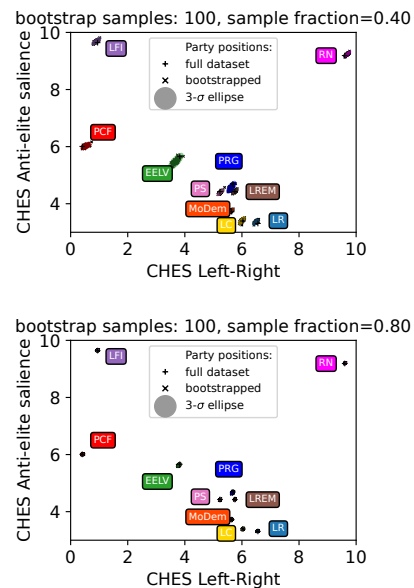 bootstrap samples: 100, sample fraction=0.40
CHES Anti-elite salience
10
8
6
4
0 2 4 6 8 10
CHES Left-Right
Party positions:
full dataset
bootstrapped
3-σ ellipse
LFI
RN
PCF
EELV
PRG
PS
LREM
MoDem
LC
LR
bootstrap samples: 100, sample fraction=0.80
CHES Anti-elite salience
10
8
6
4
0 2 4 6 8 10
CHES Left-Right
Party positions:
full dataset
bootstrapped
3-σ ellipse
LFI
RN
PCF
EELV
PRG
PS
LREM
MoDem
LC
LR